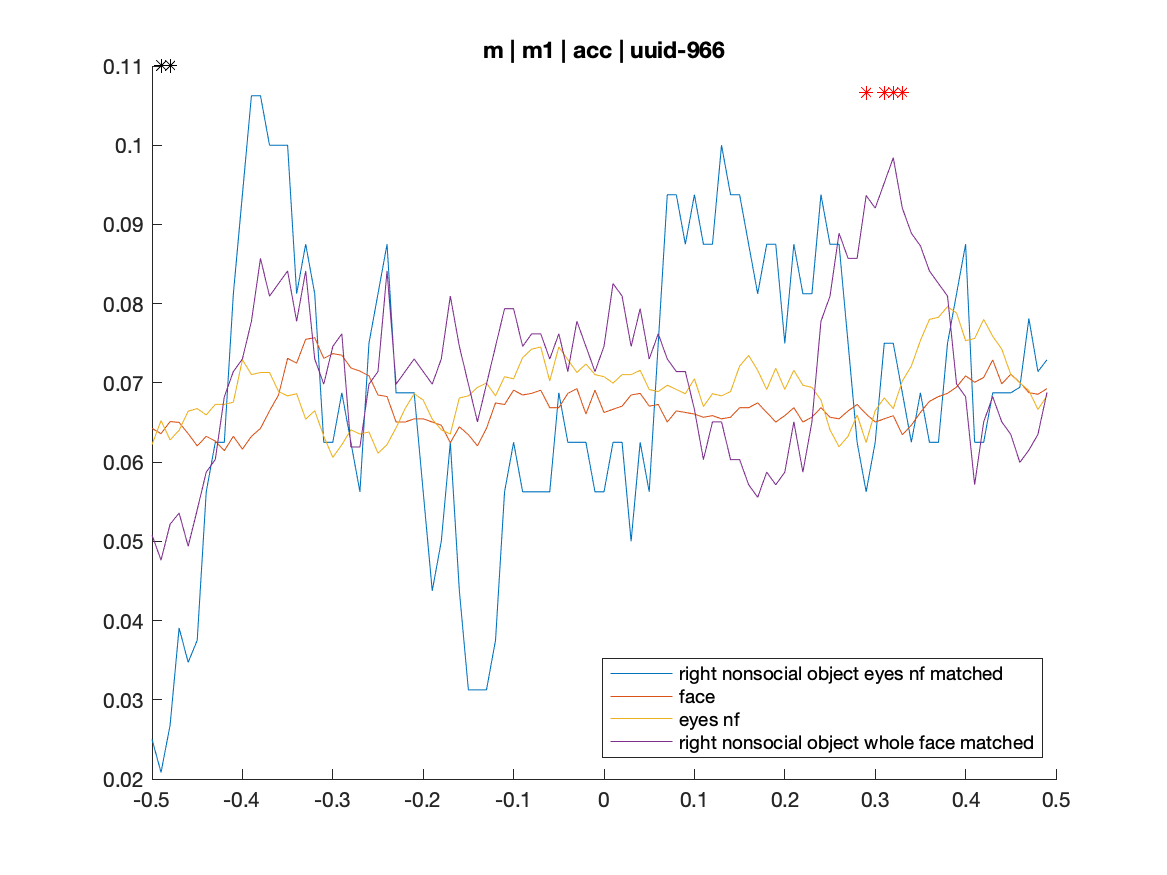 m | m1 | acc | uuid-966
0.11
0.1
0.09
0.08
0.07
0.06
0.05
0.04
0.03
0.02
-0.5 -0.4 -0.3 -0.2 -0.1 0 0.1 0.2 0.3 0.4 0.5
right nonsocial object eyes nf matched
face
eyes nf
right nonsocial object whole face matched